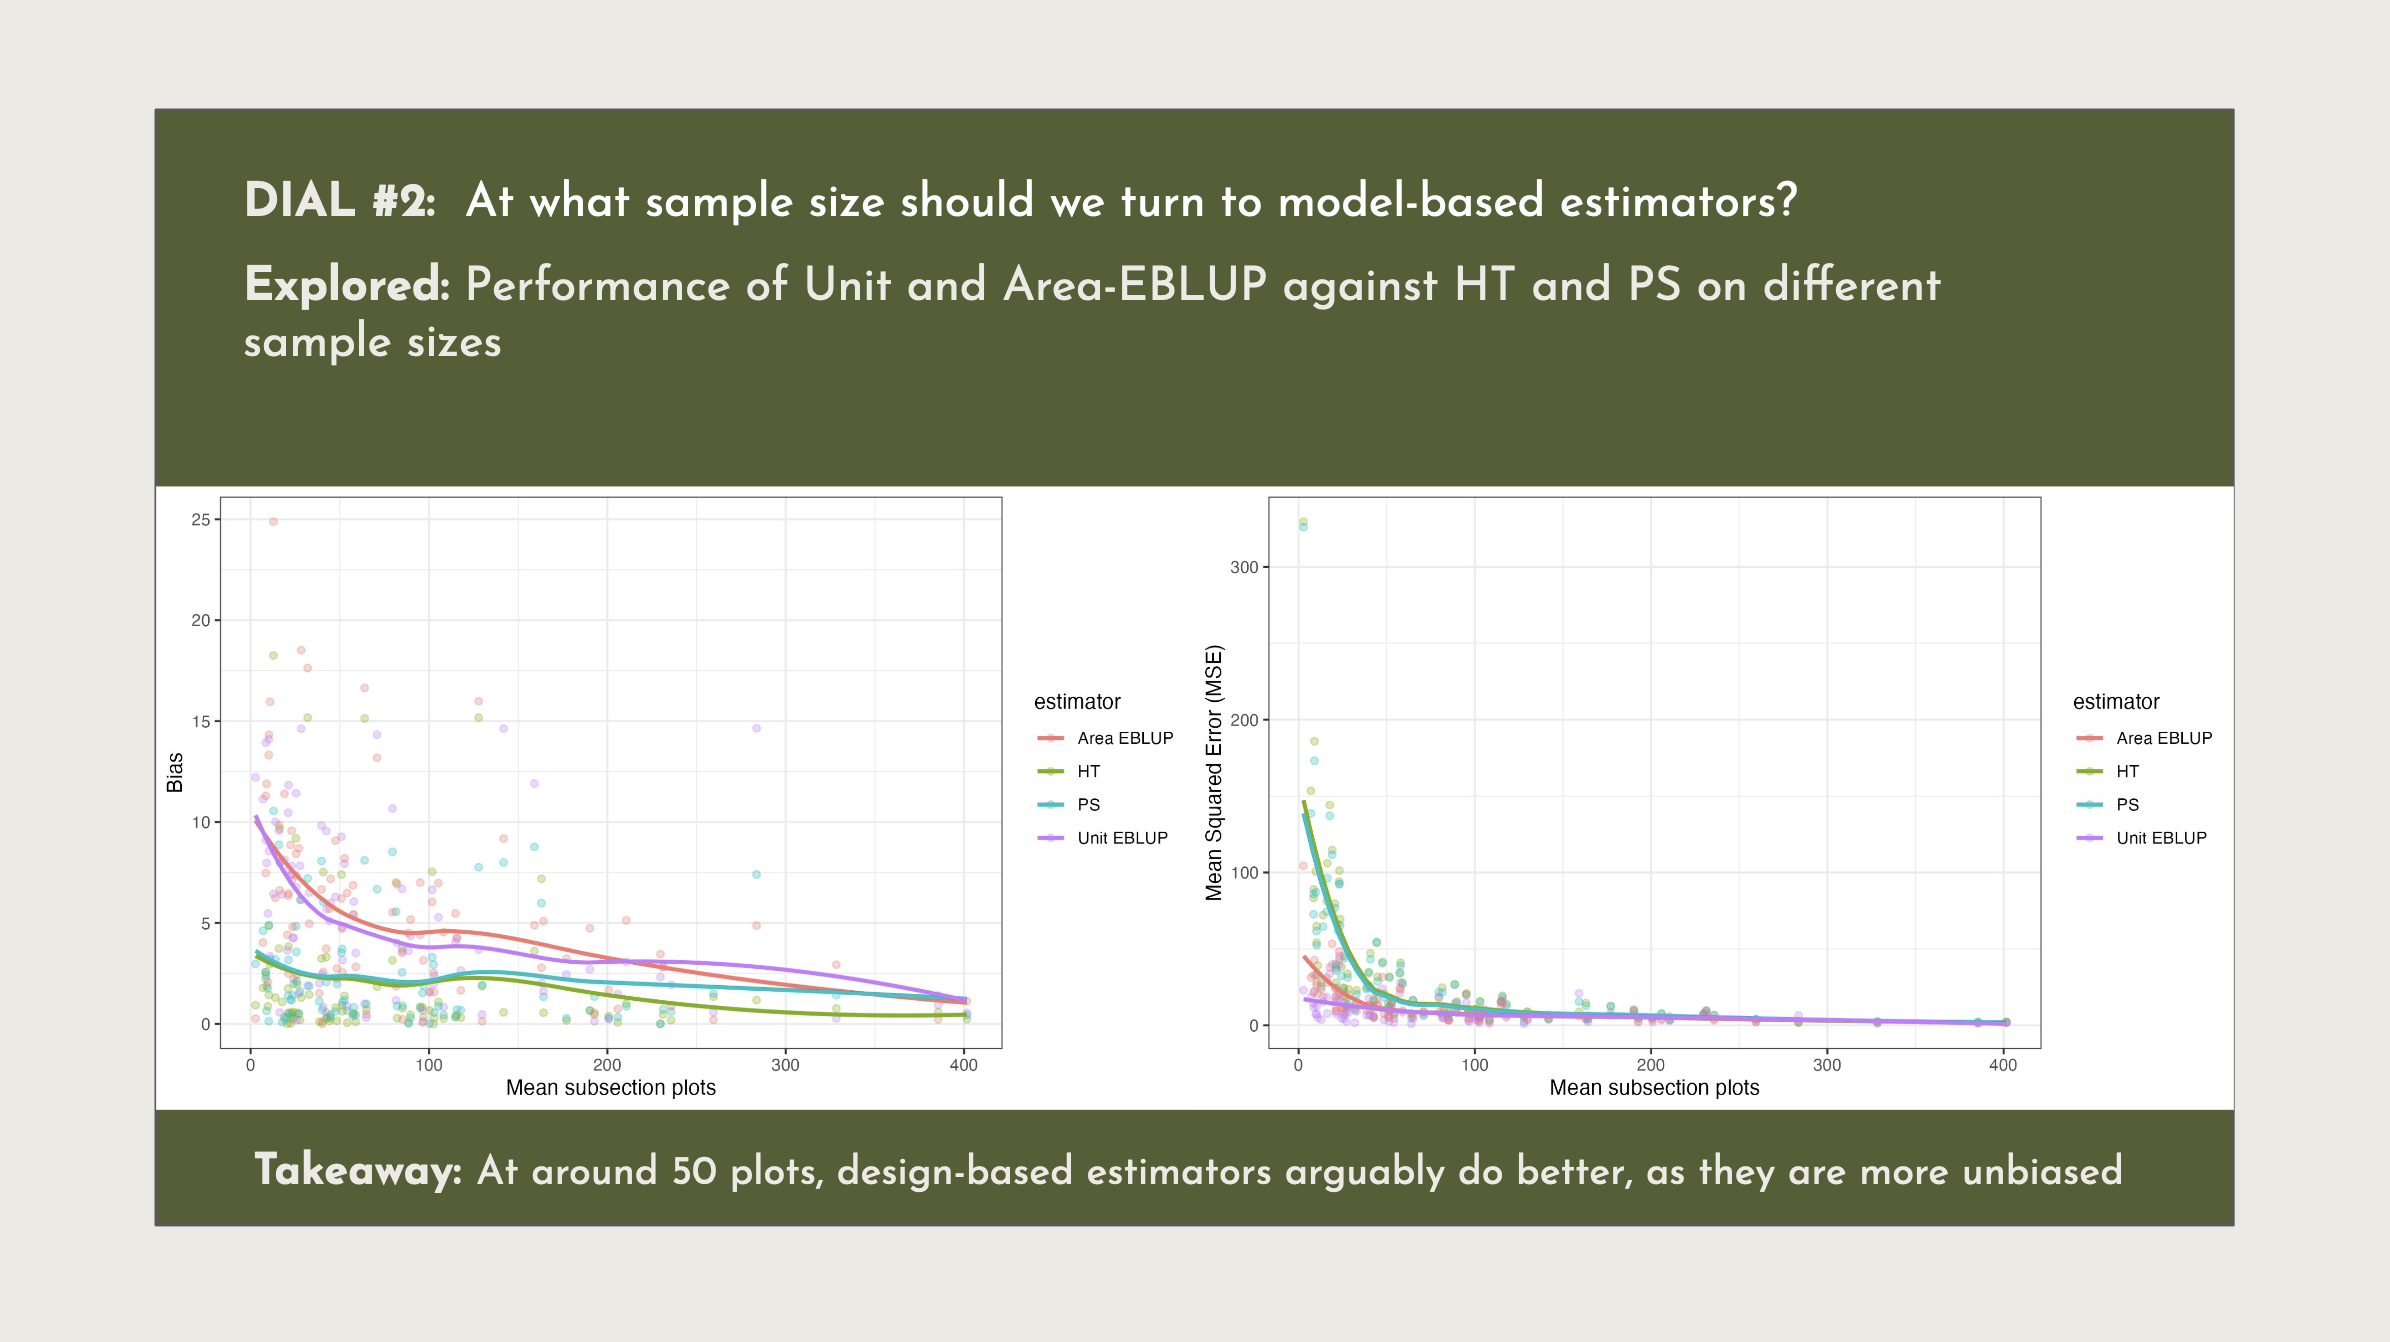 DIAL #2: At what sample size should we turn to model-based estimators?
Explored: Performance of Unit and Area-EBLUP against HT and PS on different
sample sizes
25
20
15
10
5
0
Bias
0 100 200 300 400
Mean subsection plots
estimator
Area EBLUP
HT
PS
Unit EBLUP
300
200
100
0
Mean Squared Error (MSE)
0 100 200 300 400
Mean subsection plots
estimator
Area EBLUP
HT
PS
Unit EBLUP
Takeaway: At around 50 plots, design-based estimators arguably do better, as they are more unbiased